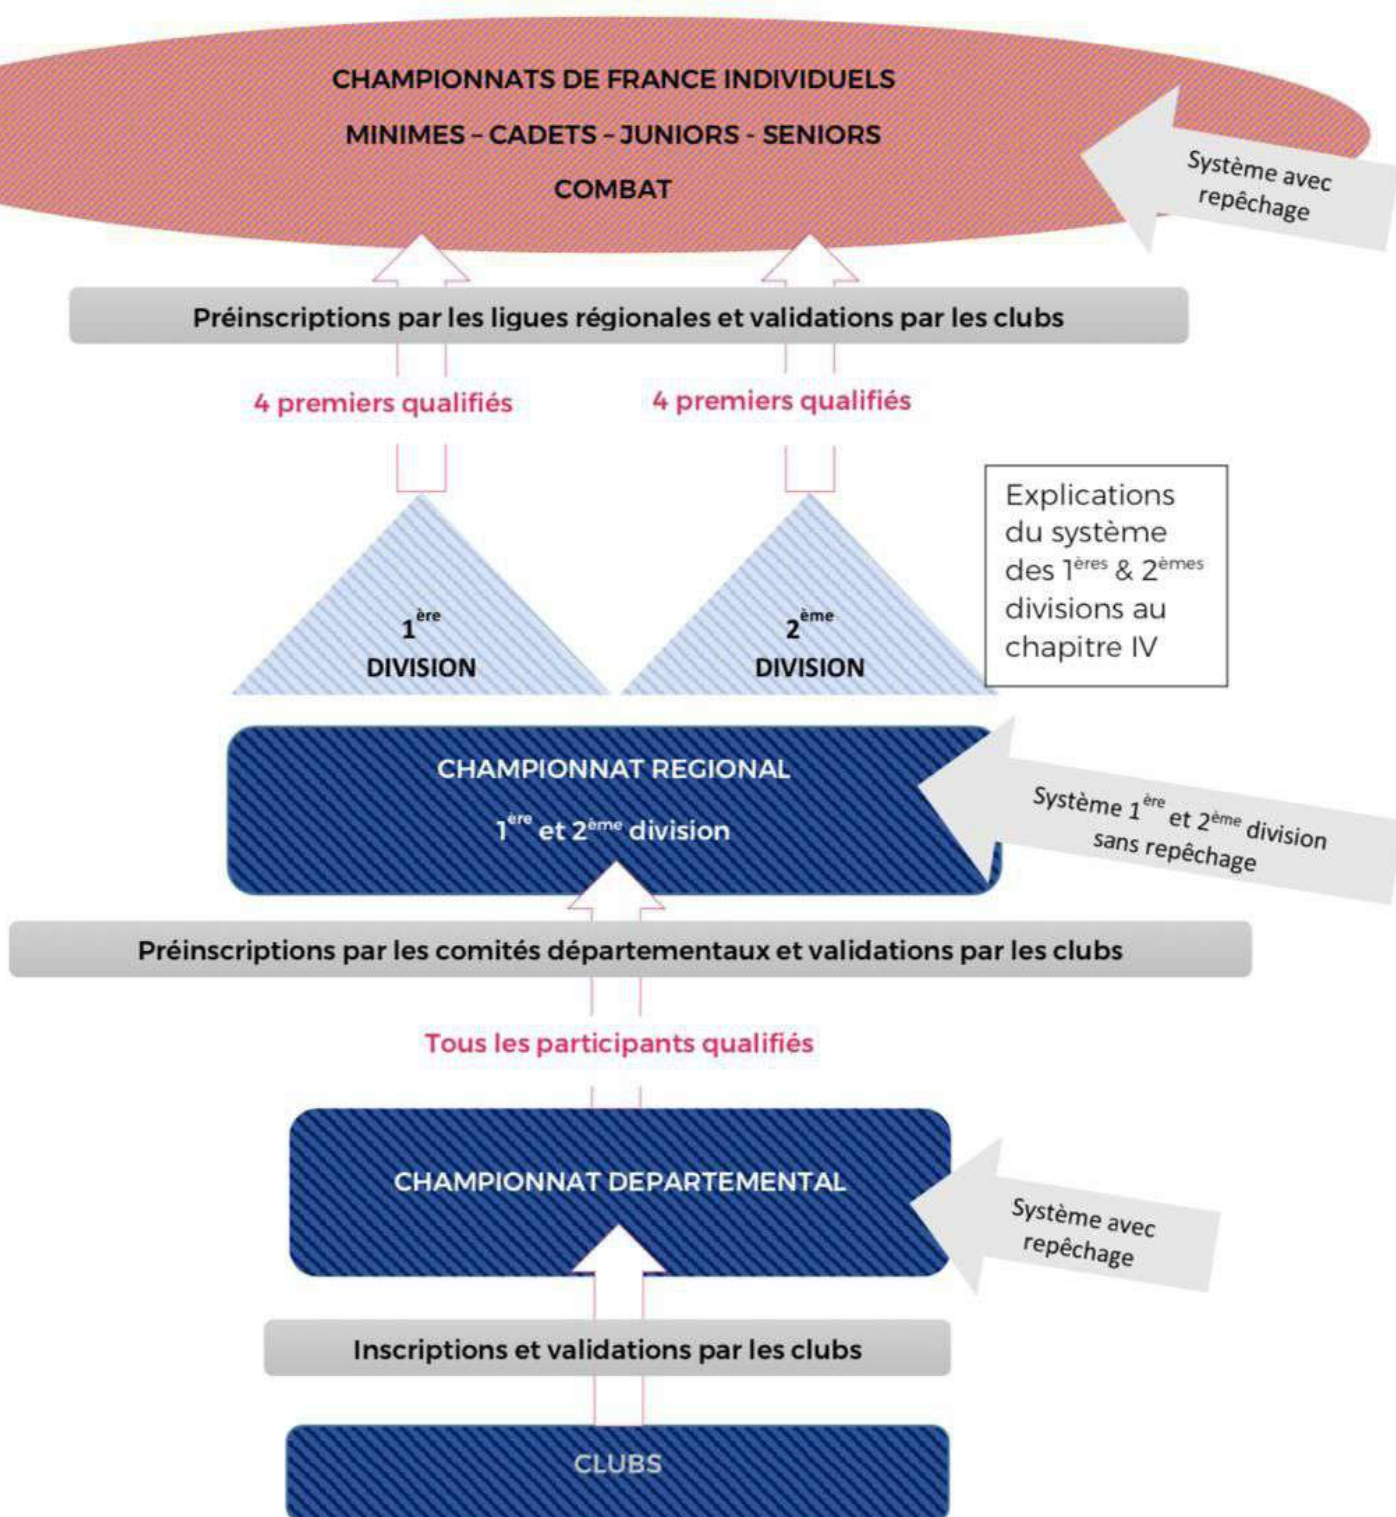 CHAMPIONNATS DE FRANCE INDIVIDUELS
MINIMES – CADETS – JUNIORS - SENIORS
COMBAT
Système avec
repêchage
Préinscriptions par les ligues régionales et validations par les clubs
4 premiers qualifiés
4 premiers qualifiés
Explications
du système
des 1ères & 2èmes
divisions au
chapitre IV
1ère
DIVISION
2ème
DIVISION
CHAMPIONNAT REGIONAL
1ère et 2ème division
Système 1ère et 2ème division
sans repêchage
Préinscriptions par les comités départementaux et validations par les clubs
Tous les participants qualifiés
CHAMPIONNAT DEPARTEMENTAL
Système avec
repêchage
Inscriptions et validations par les clubs
CLUBS